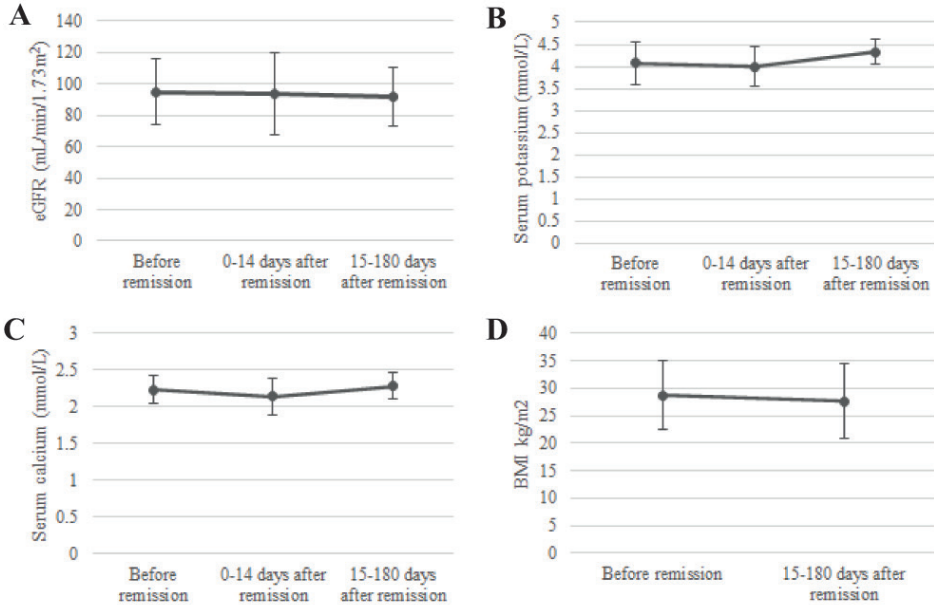 A
eGFR (mL/min/1.73m²)
140
120
100
80
60
40
20
0
Before
remission
0-14 days after
remission
15-180 days
after remission
B
Serum potassium (mmol/L)
5
4.5
4
3.5
3
2.5
2
1.5
1
0.5
0
Before
remission
0-14 days after
remission
15-180 days
after remission
C
Serum calcium (mmol/L)
3
2.5
2
1.5
1
0.5
0
Before
remission
0-14 days after
remission
15-180 days
after remission
D
BMI kg/m2
40
35
30
25
20
15
10
5
0
Before remission
15-180 days after
remission